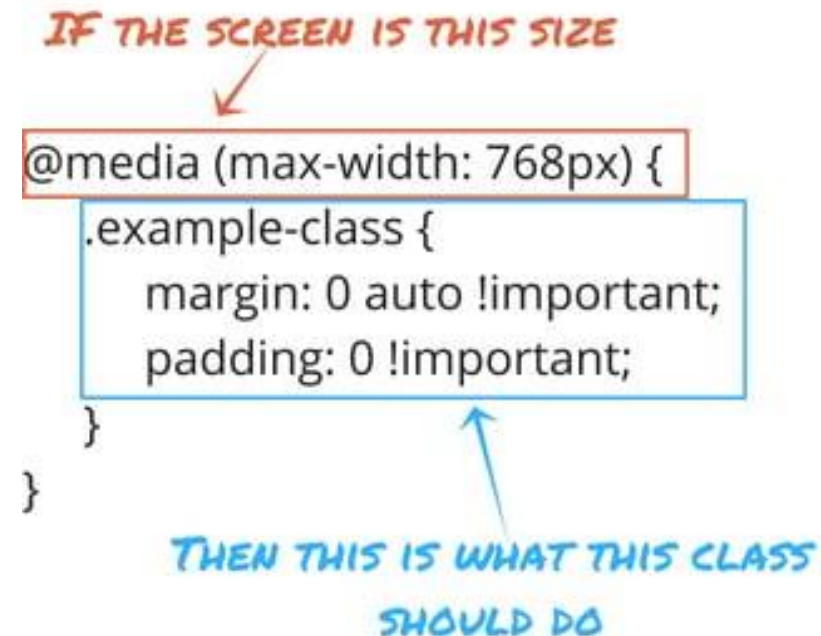 IF THE SCREEN IS THIS SIZE
@media (max-width: 768px) {
.example-class {
margin: 0 auto !important;
padding: 0 !important;
}
}
THEN THIS IS WHAT THIS CLASS
SHOULD DO